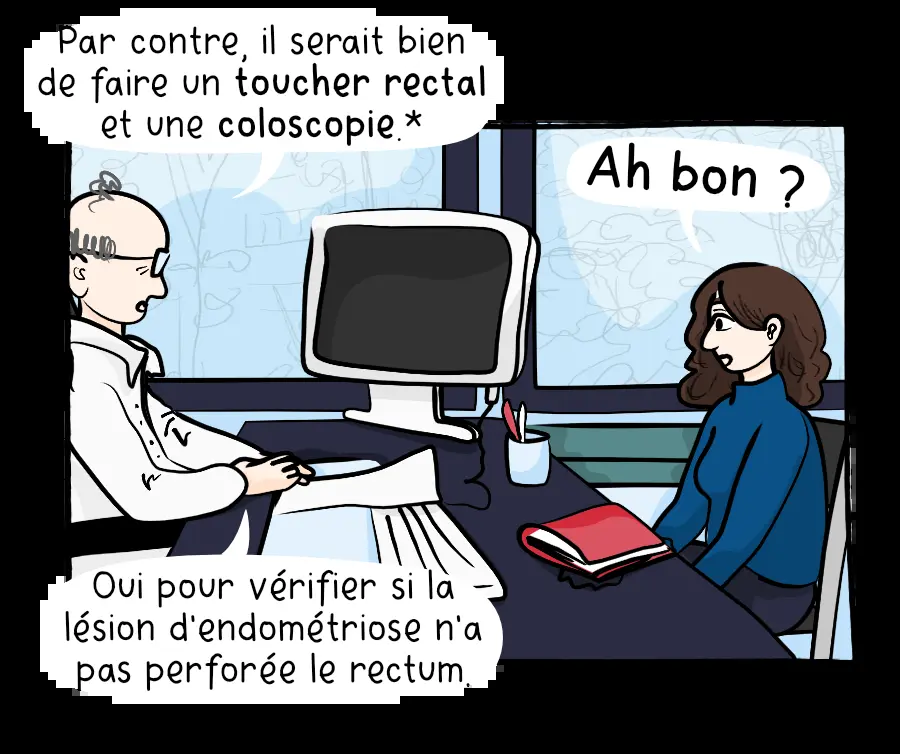 Par contre, il serait bien
de faire un toucher rectal
et une coloscopie.*
Ah bon ?
Oui pour vérifier si la
lésion d'endométriose n'a
pas perforée le rectum.